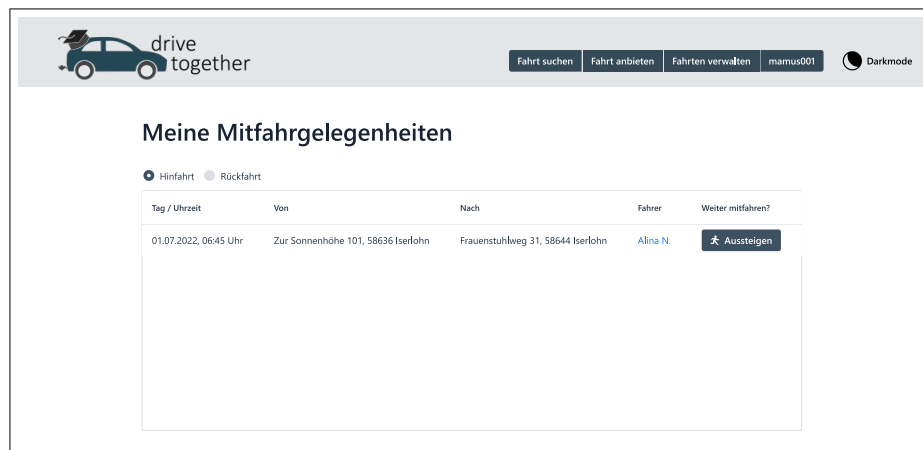 drive
together
Fahrt suchen Fahrt anbieten Fahrten verwalten mamus001 Darkmode
Meine Mitfahrgelegenheiten
Hinfahrt Rückfahrt
Tag / Uhrzeit Von Nach Fahrer Weiter mitfahren?
01.07.2022, 06:45 Uhr Zur Sonnenhöhe 101, 58636 Iserlohn Frauenstuhlweg 31, 58644 Iserlohn Alina N. Aussteigen